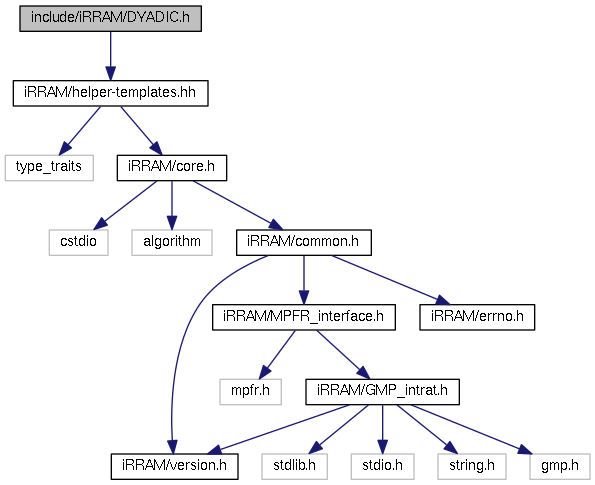 include/iRRAM/DYADIC.h
iRRAM/helper-templates.hh
type_traits
iRRAM/core.h
cstdio
algorithm
iRRAM/common.h
iRRAM/MPFR_interface.h
iRRAM/errno.h
mpfr.h
iRRAM/GMP_intrat.h
iRRAM/version.h
stdlib.h
stdio.h
string.h
gmp.h